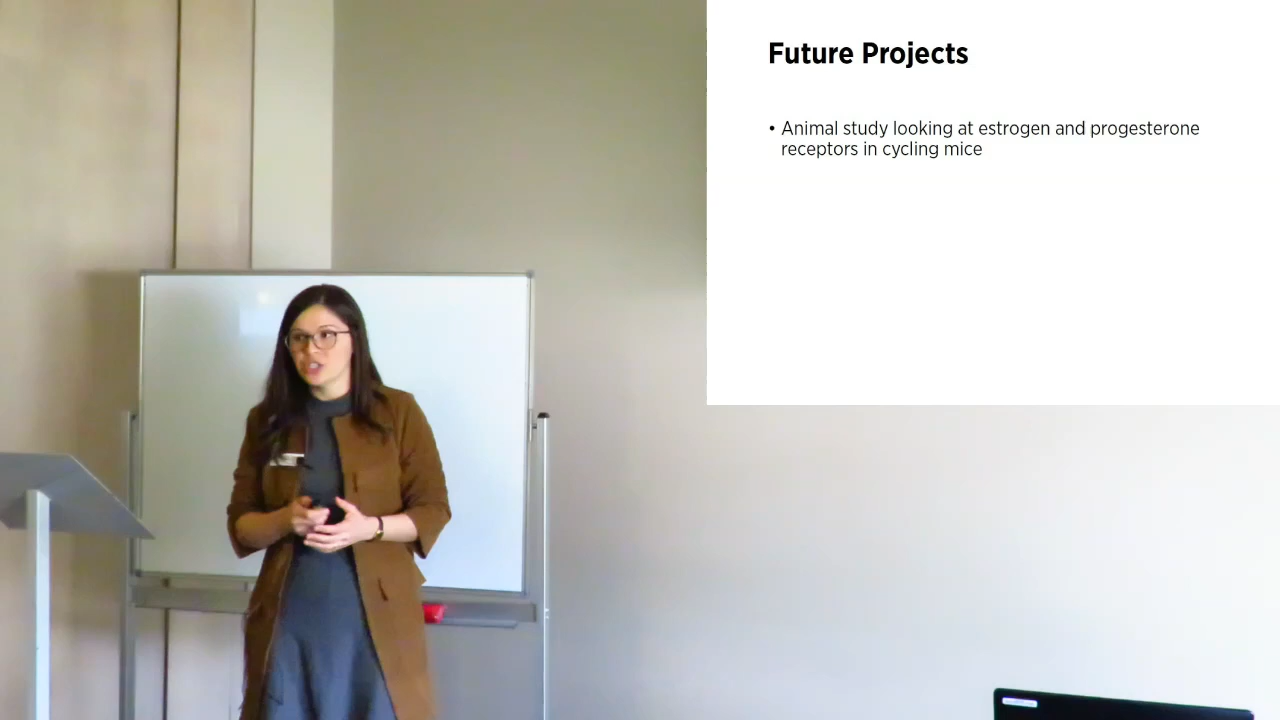 Future Projects
• Animal study looking at estrogen and progesterone
receptors in cycling mice